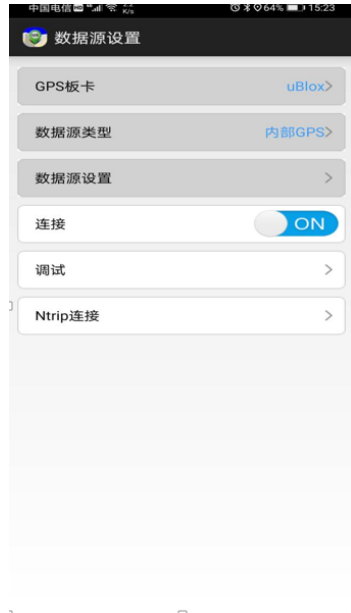 中国电信 K/s 64% 15:23
数据源设置
GPS板卡 uBlox>
数据源类型 内部GPS>
数据源设置 >
连接 ON
调试 >
Ntrip连接 >